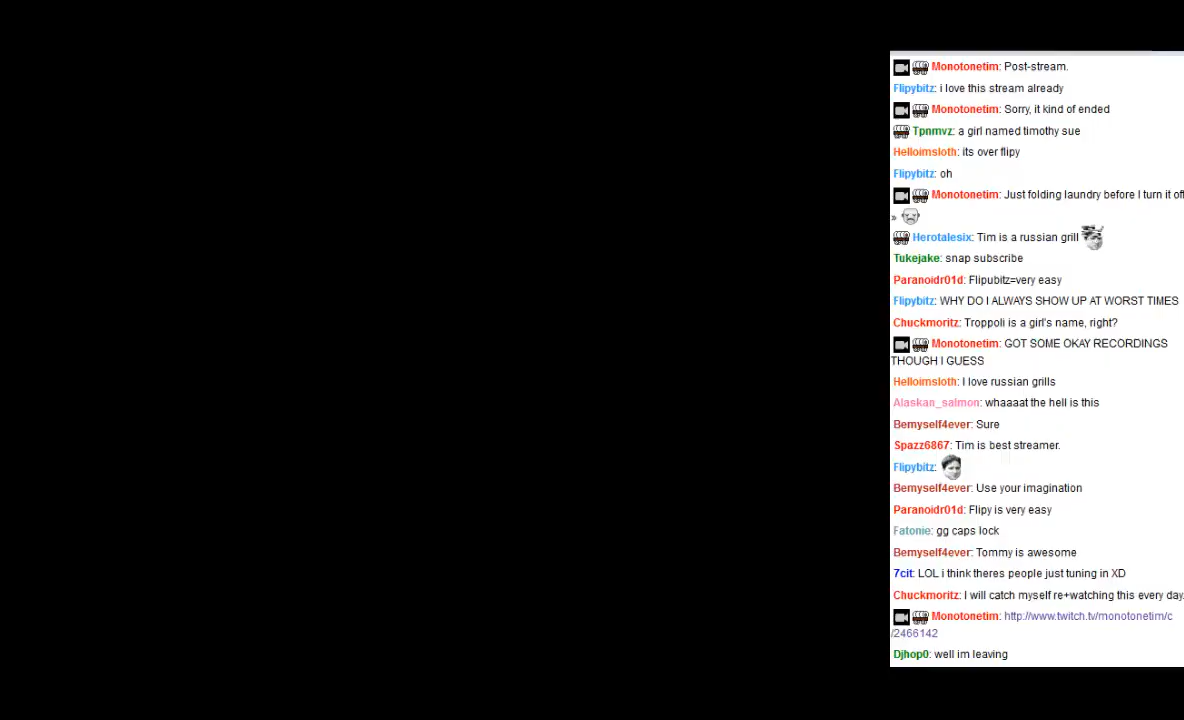 Monotonetim: Post-stream.
Flipybitz: i love this stream already
Monotonetim: Sorry, it kind of ended
Tpnmvz: a girl named timothy sue
Helloimsloth: its over flipy
Flipybitz: oh
Monotonetim: Just folding laundry before I turn it off
»
Herotalesix: Tim is a russian grill
Tukejake: snap subscribe
Paranoidr01d: Flipubitz=very easy
Flipybitz: WHY DO I ALWAYS SHOW UP AT WORST TIMES
Chuckmoritz: Troppoli is a girl's name, right?
Monotonetim: GOT SOME OKAY RECORDINGS
THOUGH I GUESS
Helloimsloth: I love russian grills
Alaskan_salmon: whaaaat the hell is this
Bemyself4ever: Sure
Spazz6867: Tim is best streamer.
Flipybitz:
Bemyself4ever: Use your imagination
Paranoidr01d: Flipy is very easy
Fatonie: gg caps lock
Bemyself4ever: Tommy is awesome
7cit: LOL i think theres people just tuning in XD
Chuckmoritz: I will catch myself re+watching this every day.
Monotonetim: http://www.twitch.tv/monotonetim/c
/2466142
Djhop0: well im leaving